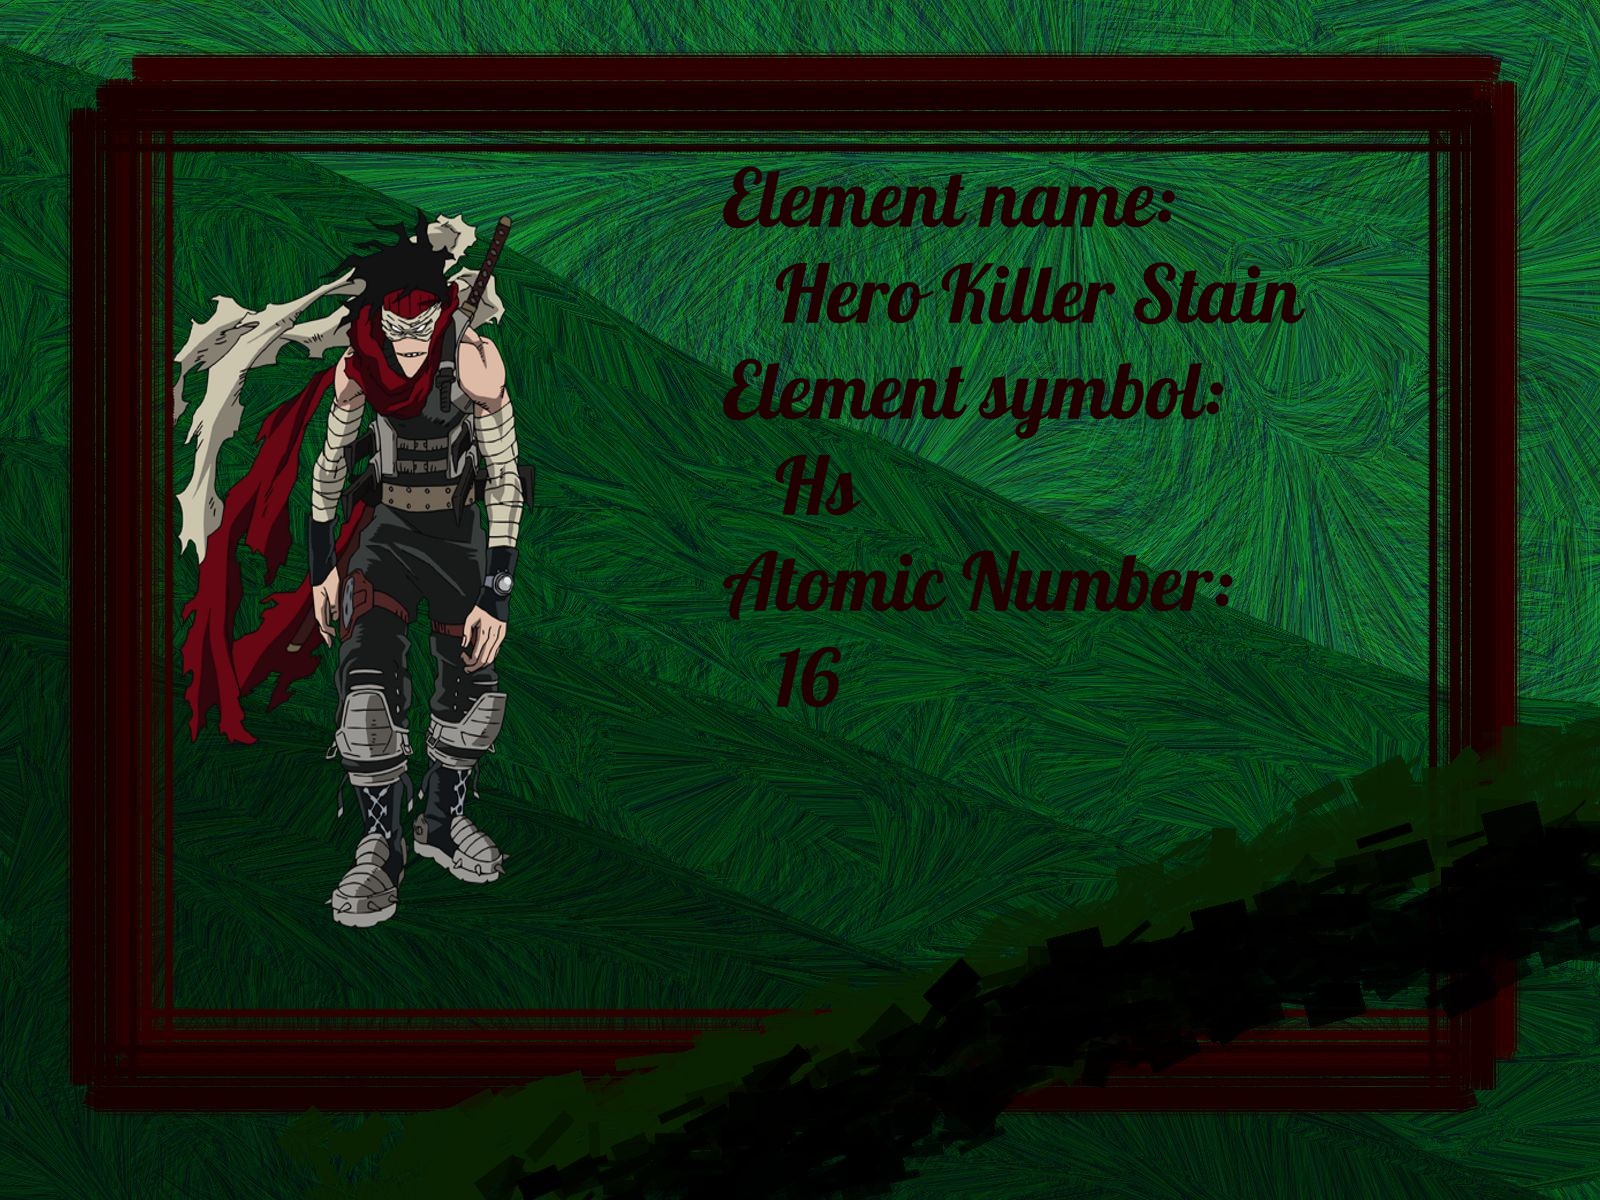 Element name:
Hero Killer Stain
Element symbol:
Hs
Atomic Number:
16